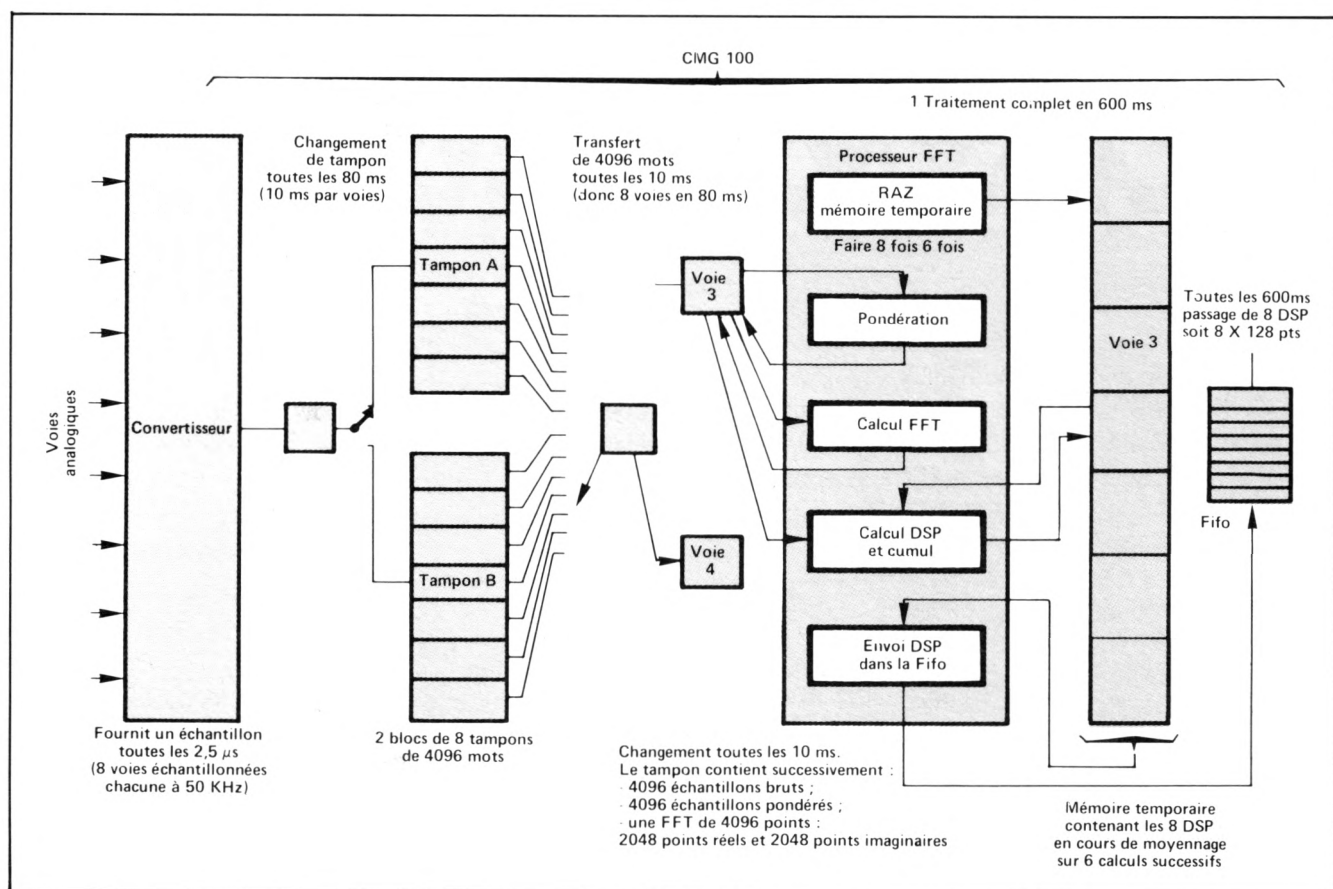 CMG 100
1 Traitement complet en 600 ms
Changement
de tampon
toutes les 80 ms
(10 ms par voies)
Transfert
de 4096 mots
toutes les 10 ms
(donc 8 voies en 80 ms)
Voies
analogiques
Convertisseur
Fournit un échantillon
toutes les 2,5 µs
(8 voies échantillonnées
chacune à 50 KHz)
Tampon A
Tampon B
2 blocs de 8 tampons
de 4096 mots
Voie
3
Voie
4
Processeur FFT
RAZ
mémoire temporaire
Faire 8 fois 6 fois
Pondération
Calcul FFT
Calcul DSP
et cumul
Envoi DSP
dans la Fifo
Changement toutes les 10 ms.
Le tampon contient successivement :
- 4096 échantillons bruts ;
- 4096 échantillons pondérés ;
- une FFT de 4096 points :
2048 points réels et 2048 points imaginaires
Voie 3
Mémoire temporaire
contenant les 8 DSP
en cours de moyennage
sur 6 calculs successifs
Toutes les 600ms
passage de 8 DSP
soit 8 X 128 pts
Fifo